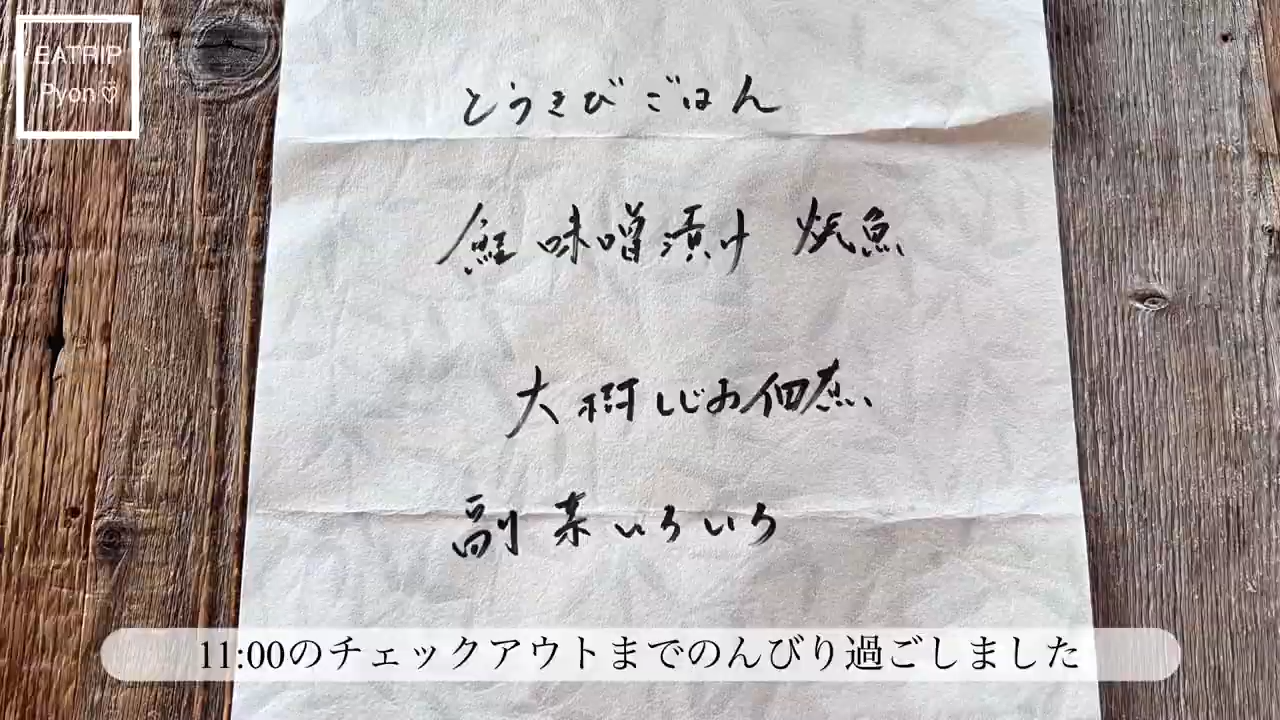 EATRIP
Pyon♡
とうきびごはん
鮭味噌漬け 焼魚
大樹しじみ佃煮
副菜いろいろ
11:00のチェックアウトまでのんびり過ごしました